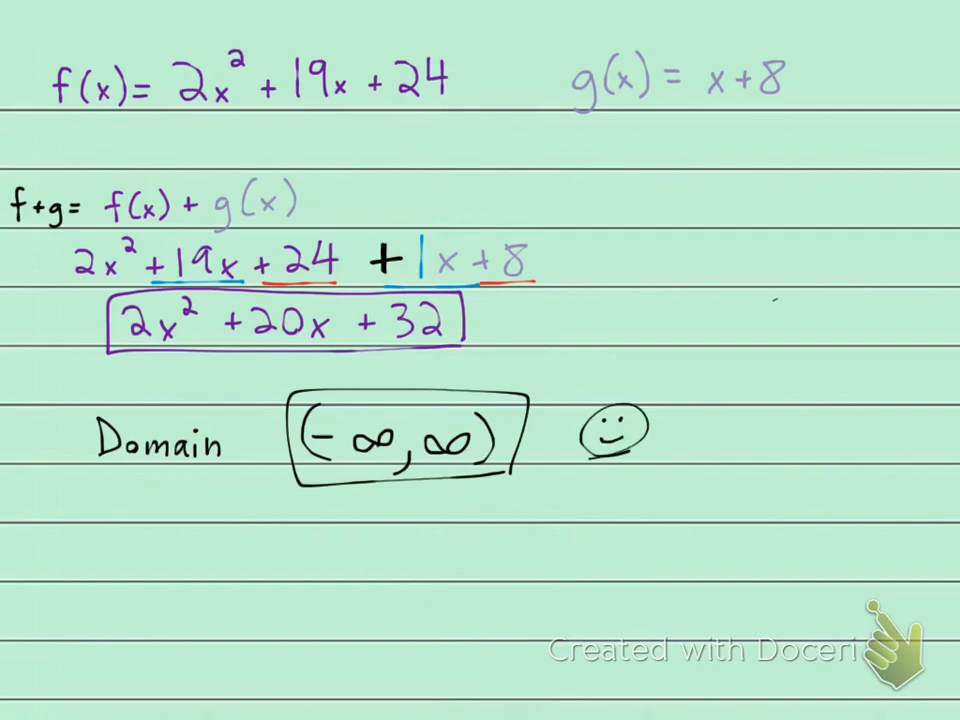 f(x) = 2x² + 19x + 24 g(x) = x + 8
f+g = f(x) + g(x)
2x² + 19x + 24 + 1x + 8
2x² + 20x + 32
Domain (-∞, ∞)
Created with Doceri